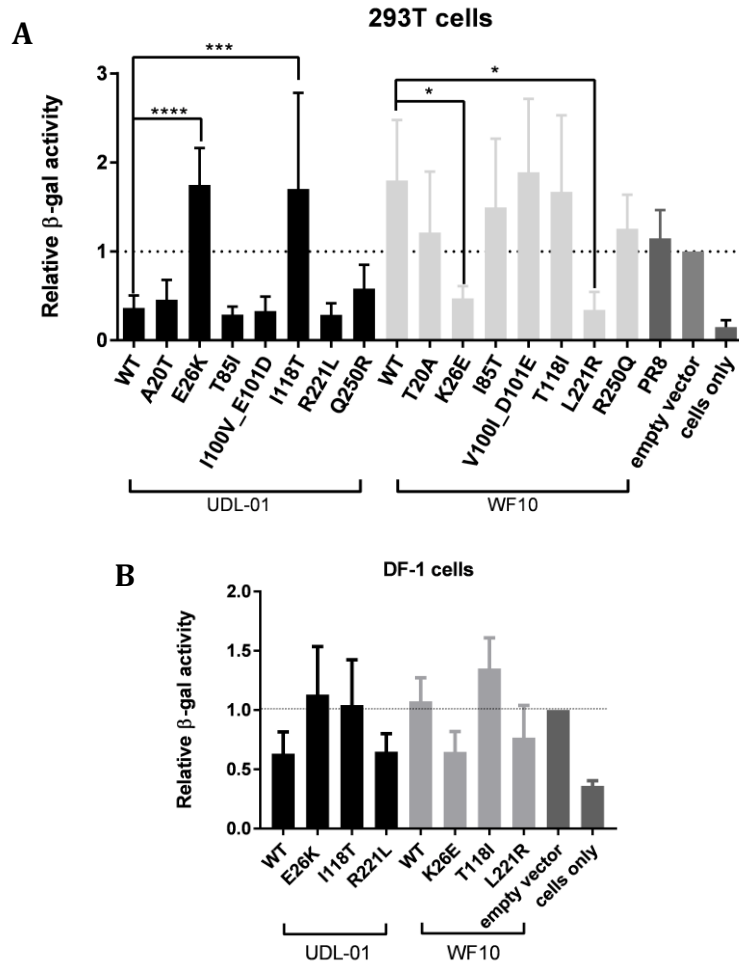 293T cells
A
Relative β-gal activity
3
2
1
0
***
****
*
*
WT
A20T
E26K
T85I
I100V_E101D
I118T
R221L
Q250R
WT
T20A
K26E
I85T
V100I_D101E
T118I
L221R
R250Q
PR8
empty vector
cells only
UDL-01
WF10
B
DF-1 cells
Relative β-gal activity
2.0
1.5
1.0
0.5
0.0
WT
E26K
I118T
R221L
WT
K26E
T118I
L221R
empty vector
cells only
UDL-01
WF10